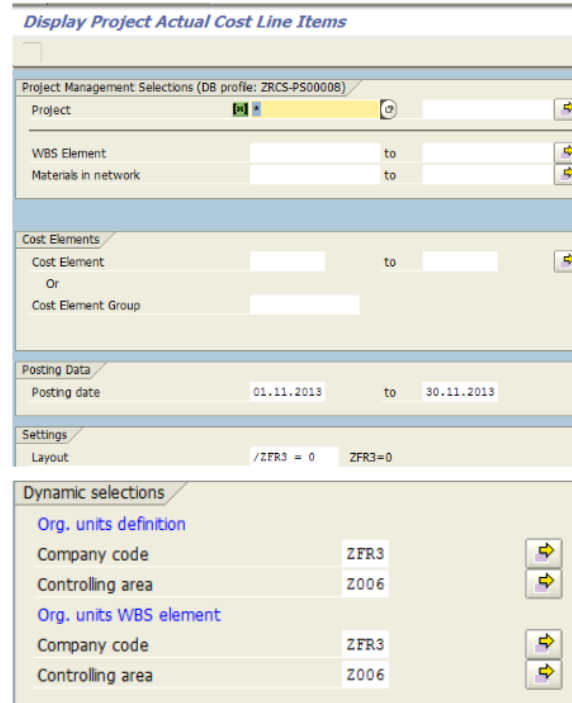 Display Project Actual Cost Line Items
Project Management Selections (DB profile: ZRCS-PS00008)
Project *
WBS Element to
Materials in network to
Cost Elements
Cost Element to
Or
Cost Element Group
Posting Data
Posting date 01.11.2013 to 30.11.2013
Settings
Layout /ZFR3 = 0 ZFR3=0
Dynamic selections
Org. units definition
Company code ZFR3
Controlling area Z006
Org. units WBS element
Company code ZFR3
Controlling area Z006